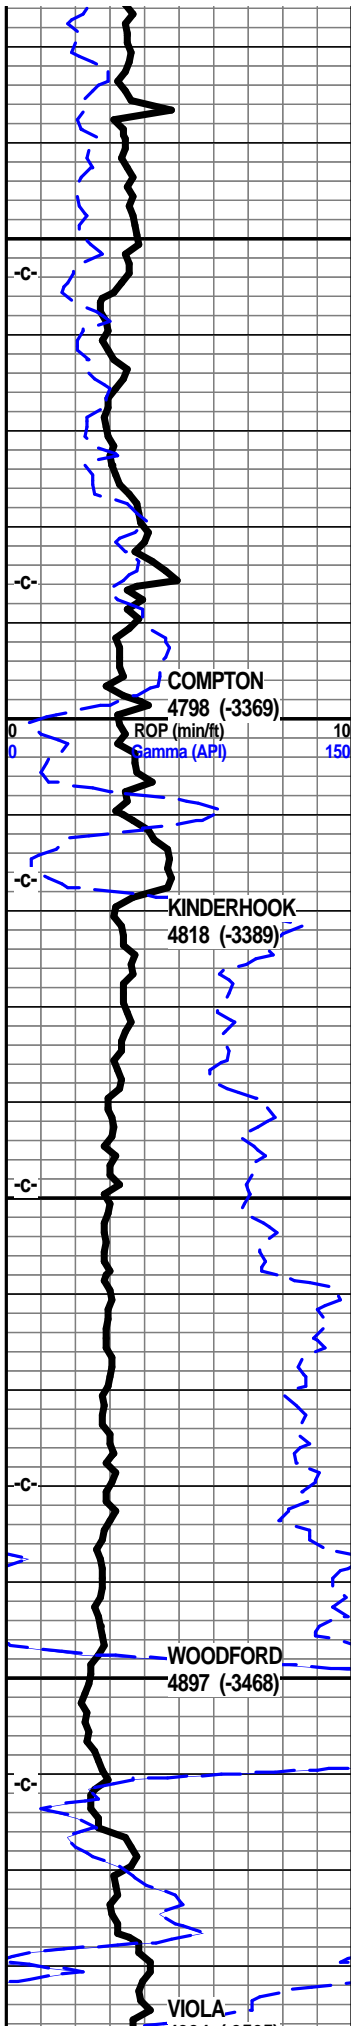 -C-
-C-
COMPTON
4798 (-3369)
0 ROP (min/ft) 10
0 Gamma (API) 150
-C-
KINDERHOOK
4818 (-3389)
-C-
-C-
WOODFORD
4897 (-3468)
-C-
VIOLA